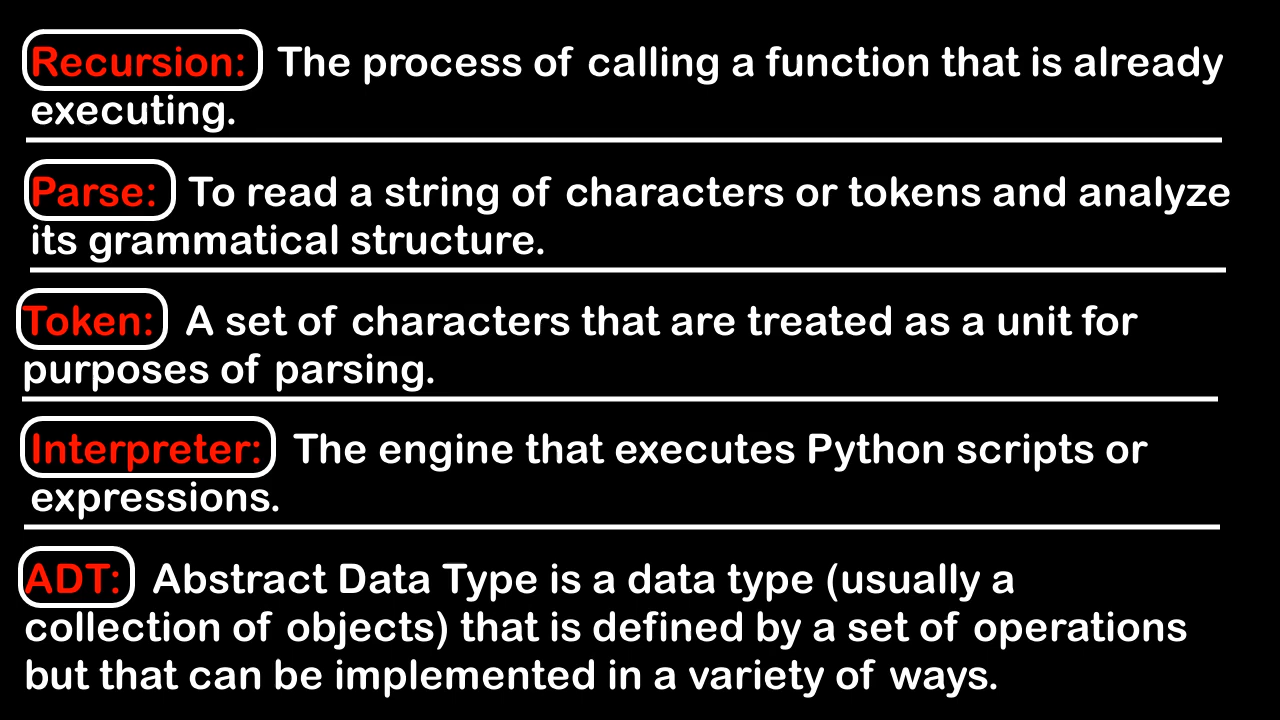 Recursion: The process of calling a function that is already
executing.
Parse: To read a string of characters or tokens and analyze
its grammatical structure.
Token: A set of characters that are treated as a unit for
purposes of parsing.
Interpreter: The engine that executes Python scripts or
expressions.
ADT: Abstract Data Type is a data type (usually a
collection of objects) that is defined by a set of operations
but that can be implemented in a variety of ways.